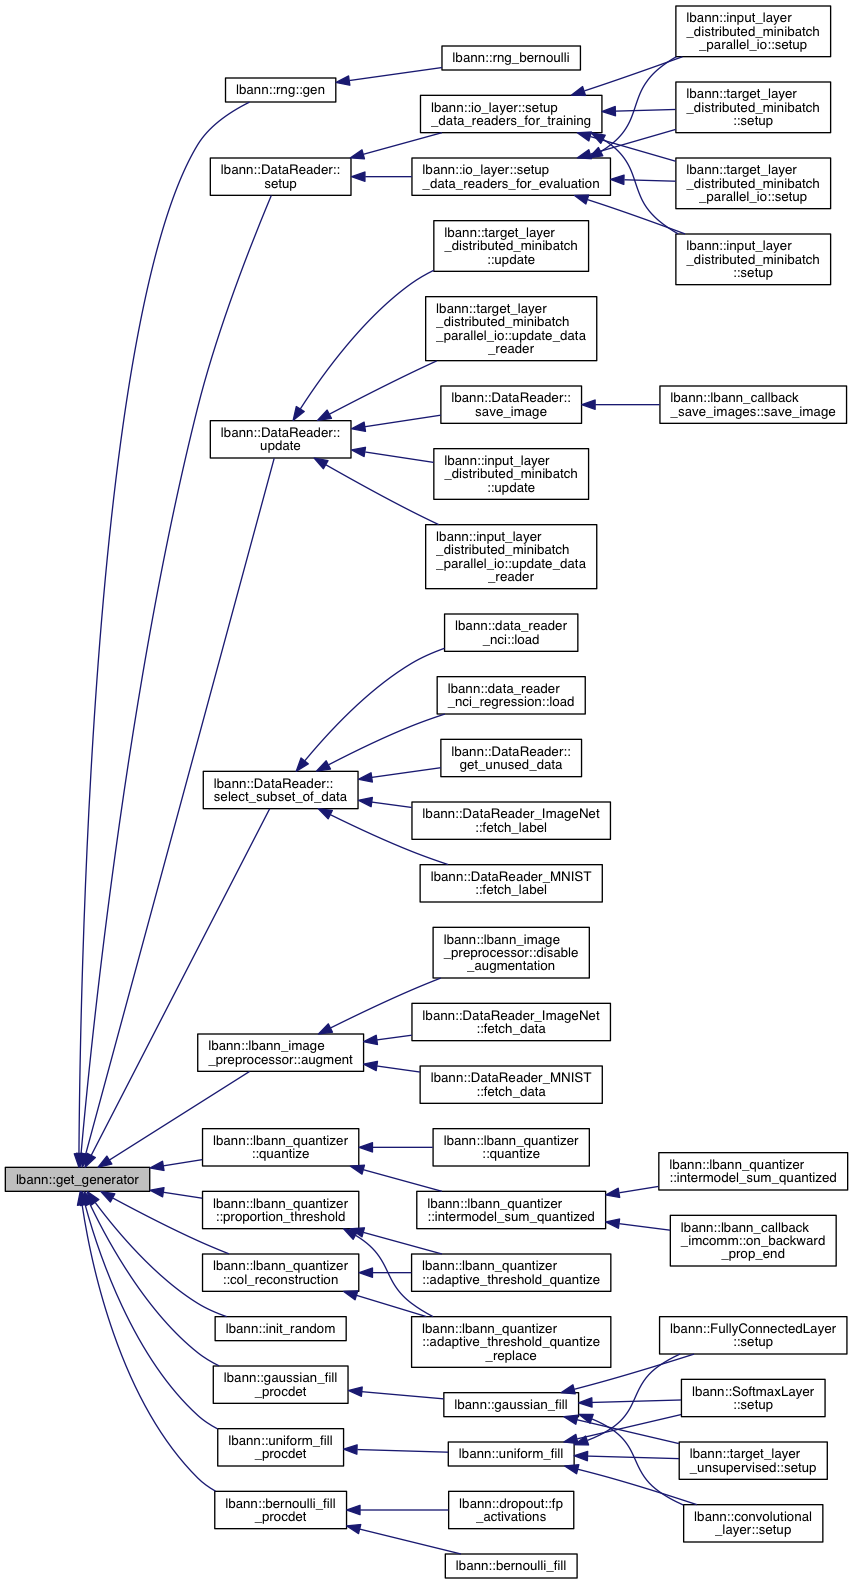 lbann::input_layer
_distributed_minibatch
_parallel_io::setup
lbann::rng_bernoulli
lbann::rng::gen
lbann::target_layer
_distributed_minibatch
::setup
lbann::io_layer::setup
_data_readers_for_training
lbann::DataReader::
setup
lbann::io_layer::setup
_data_readers_for_evaluation
lbann::target_layer
_distributed_minibatch
_parallel_io::setup
lbann::target_layer
_distributed_minibatch
::update
lbann::input_layer
_distributed_minibatch
::setup
lbann::target_layer
_distributed_minibatch
_parallel_io::update_data
_reader
lbann::DataReader::
save_image
lbann::lbann_callback
_save_images::save_image
lbann::DataReader::
update
lbann::input_layer
_distributed_minibatch
::update
lbann::input_layer
_distributed_minibatch
_parallel_io::update_data
_reader
lbann::data_reader
_nci::load
lbann::data_reader
_nci_regression::load
lbann::DataReader::
get_unused_data
lbann::DataReader::
select_subset_of_data
lbann::DataReader_ImageNet
::fetch_label
lbann::DataReader_MNIST
::fetch_label
lbann::lbann_image
_preprocessor::disable
_augmentation
lbann::DataReader_ImageNet
::fetch_data
lbann::lbann_image
_preprocessor::augment
lbann::DataReader_MNIST
::fetch_data
lbann::lbann_quantizer
::quantize
lbann::lbann_quantizer
::quantize
lbann::lbann_quantizer
::intermodel_sum_quantized
lbann::get_generator
lbann::lbann_quantizer
::proportion_threshold
lbann::lbann_quantizer
::intermodel_sum_quantized
lbann::lbann_callback
_imcomm::on_backward
_prop_end
lbann::lbann_quantizer
::col_reconstruction
lbann::lbann_quantizer
::adaptive_threshold_quantize
lbann::init_random
lbann::lbann_quantizer
::adaptive_threshold_quantize
_replace
lbann::FullyConnectedLayer
::setup
lbann::gaussian_fill
_procdet
lbann::gaussian_fill
lbann::SoftmaxLayer
::setup
lbann::uniform_fill
_procdet
lbann::uniform_fill
lbann::target_layer
_unsupervised::setup
lbann::bernoulli_fill
_procdet
lbann::dropout::fp
_activations
lbann::convolutional
_layer::setup
lbann::bernoulli_fill